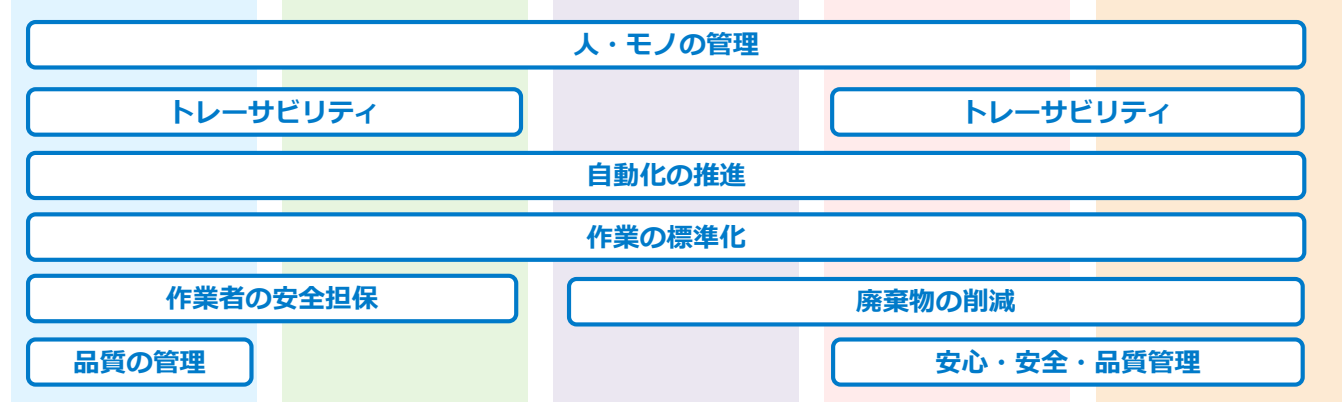 人・モノの管理
トレーサビリティ
トレーサビリティ
自動化の推進
作業の標準化
作業者の安全担保
廃棄物の削減
品質の管理
安心・安全・品質管理